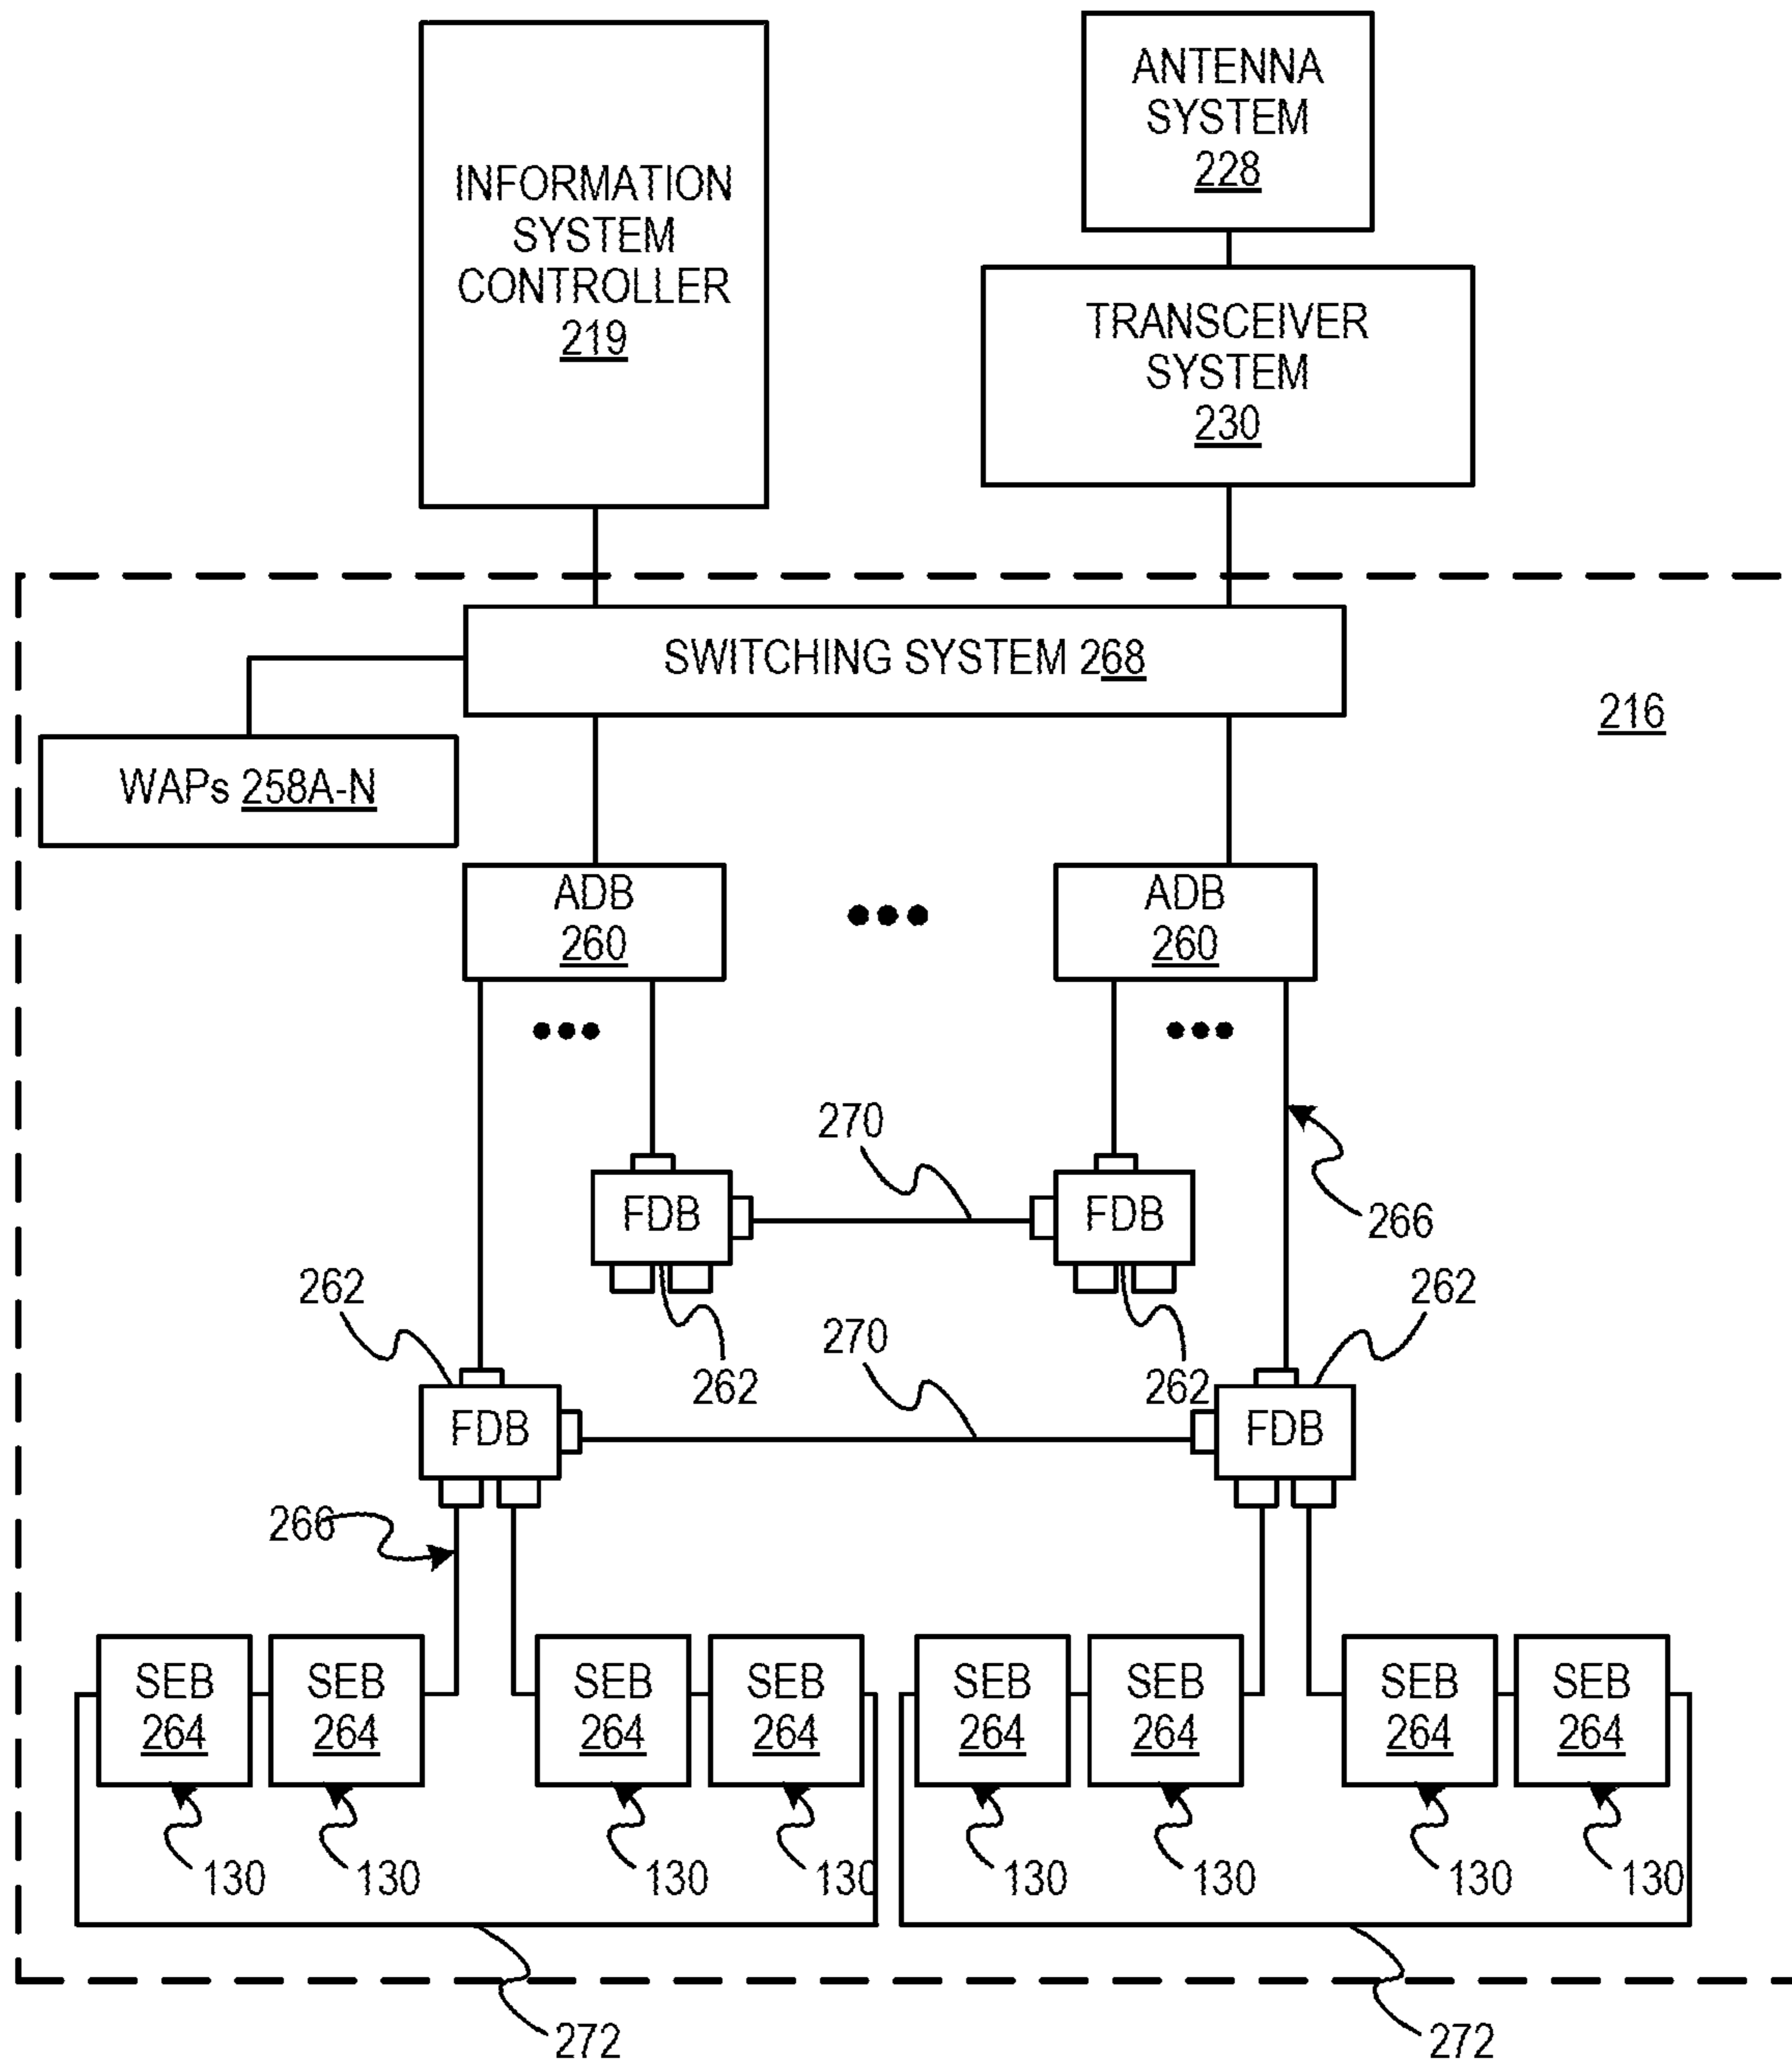 INFORMATION
SYSTEM
CONTROLLER
219
ANTENNA
SYSTEM
228
TRANSCEIVER
SYSTEM
230
SWITCHING SYSTEM 268
216
WAPs 258A-N
ADB
260
ADB
260
270
266
FDB
FDB
262
262
262
262
270
FDB
FDB
266
SEB
264
SEB
264
SEB
264
SEB
264
SEB
264
SEB
264
SEB
264
SEB
264
130
130
130
130
130
130
130
130
272
272